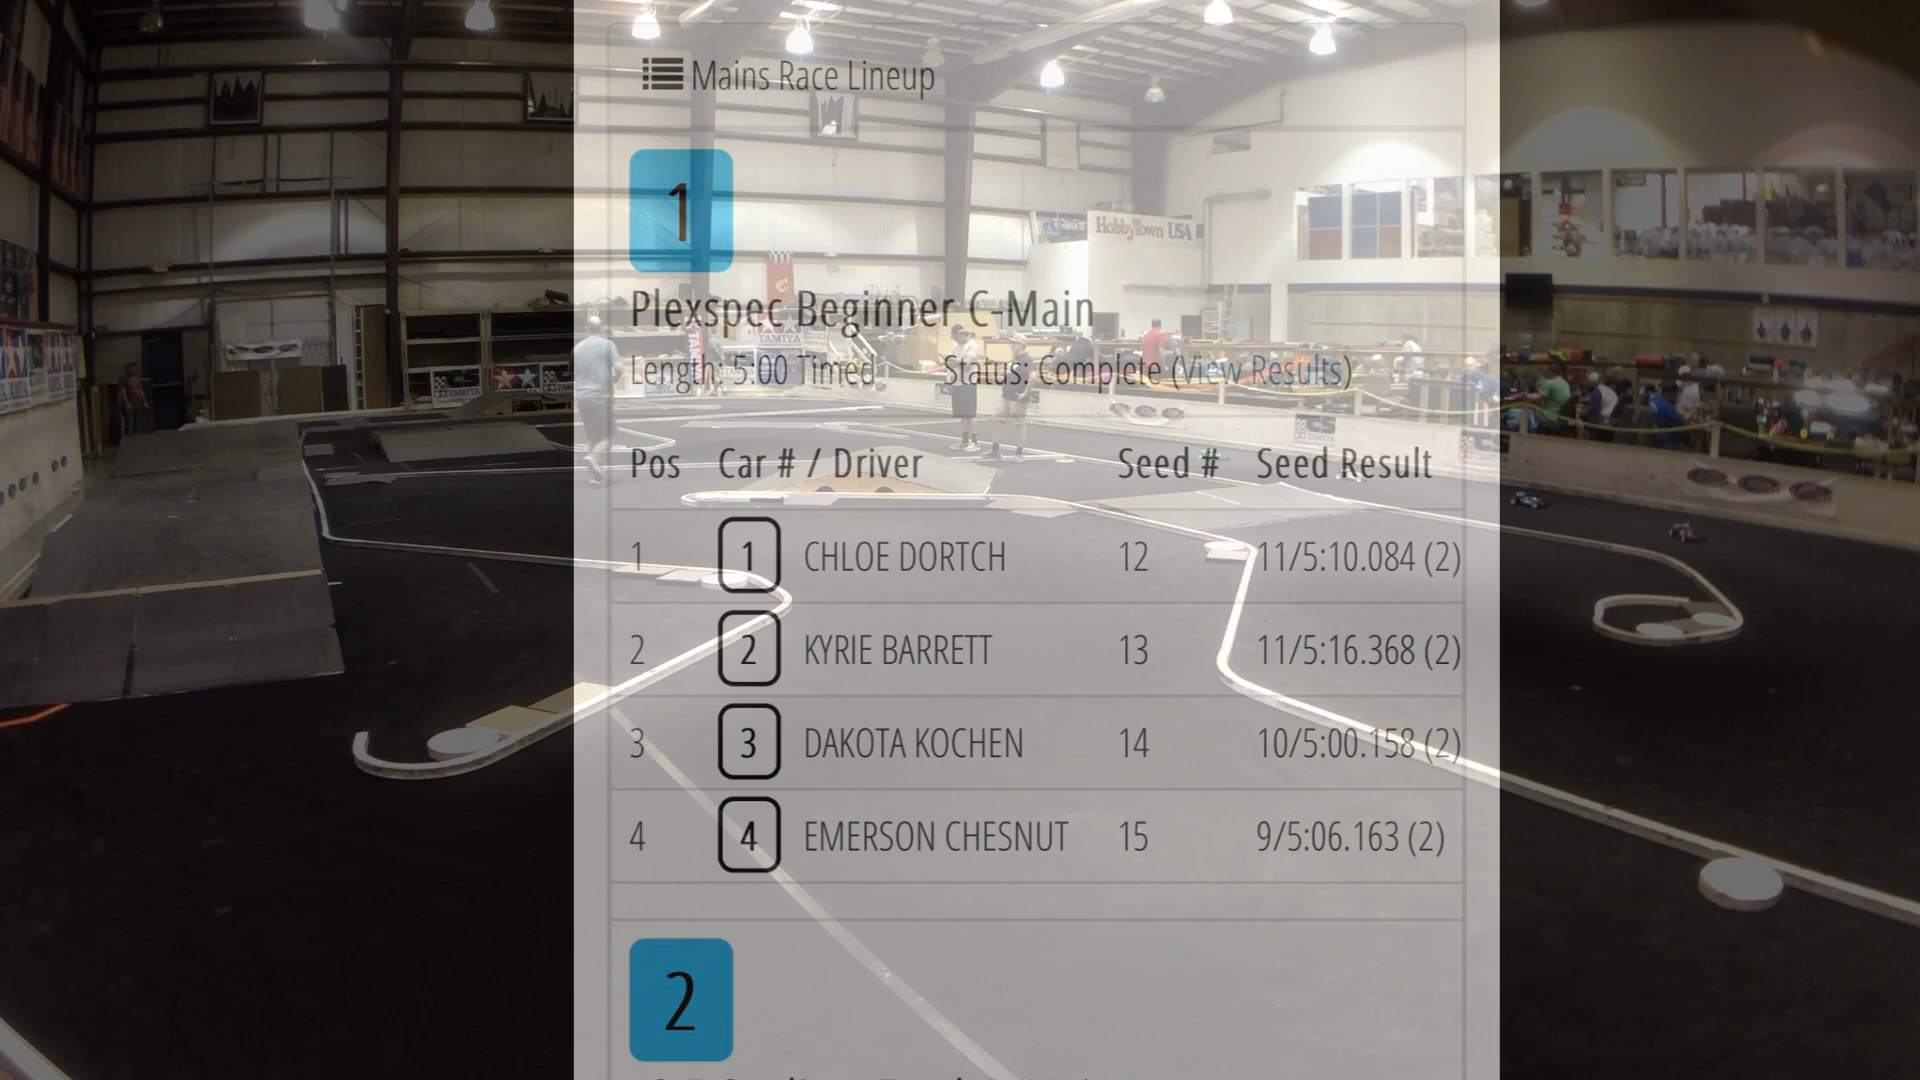 Mains Race Lineup
1
HobbyTown USA
Plexspec Beginner C-Main
TAMIYA
Length: 5:00 Timed Status: Complete (View Results)
Pos Car # / Driver Seed # Seed Result
1 1 CHLOE DORTCH 12 11/5:10.084 (2)
2 2 KYRIE BARRETT 13 11/5:16.368 (2)
3 3 DAKOTA KOCHEN 14 10/5:00.158 (2)
4 4 EMERSON CHESNUT 15 9/5:06.163 (2)
2